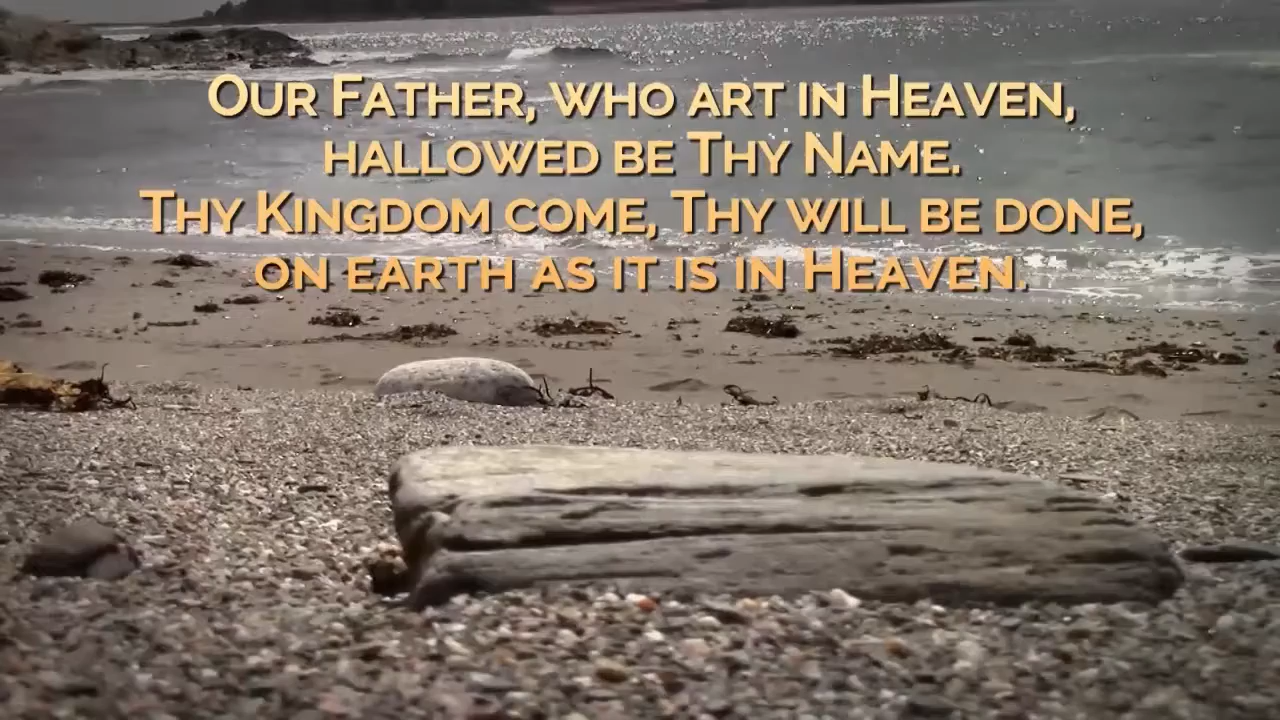 Our Father, who art in Heaven,
hallowed be Thy Name.
Thy Kingdom come, Thy will be done,
on earth as it is in Heaven.